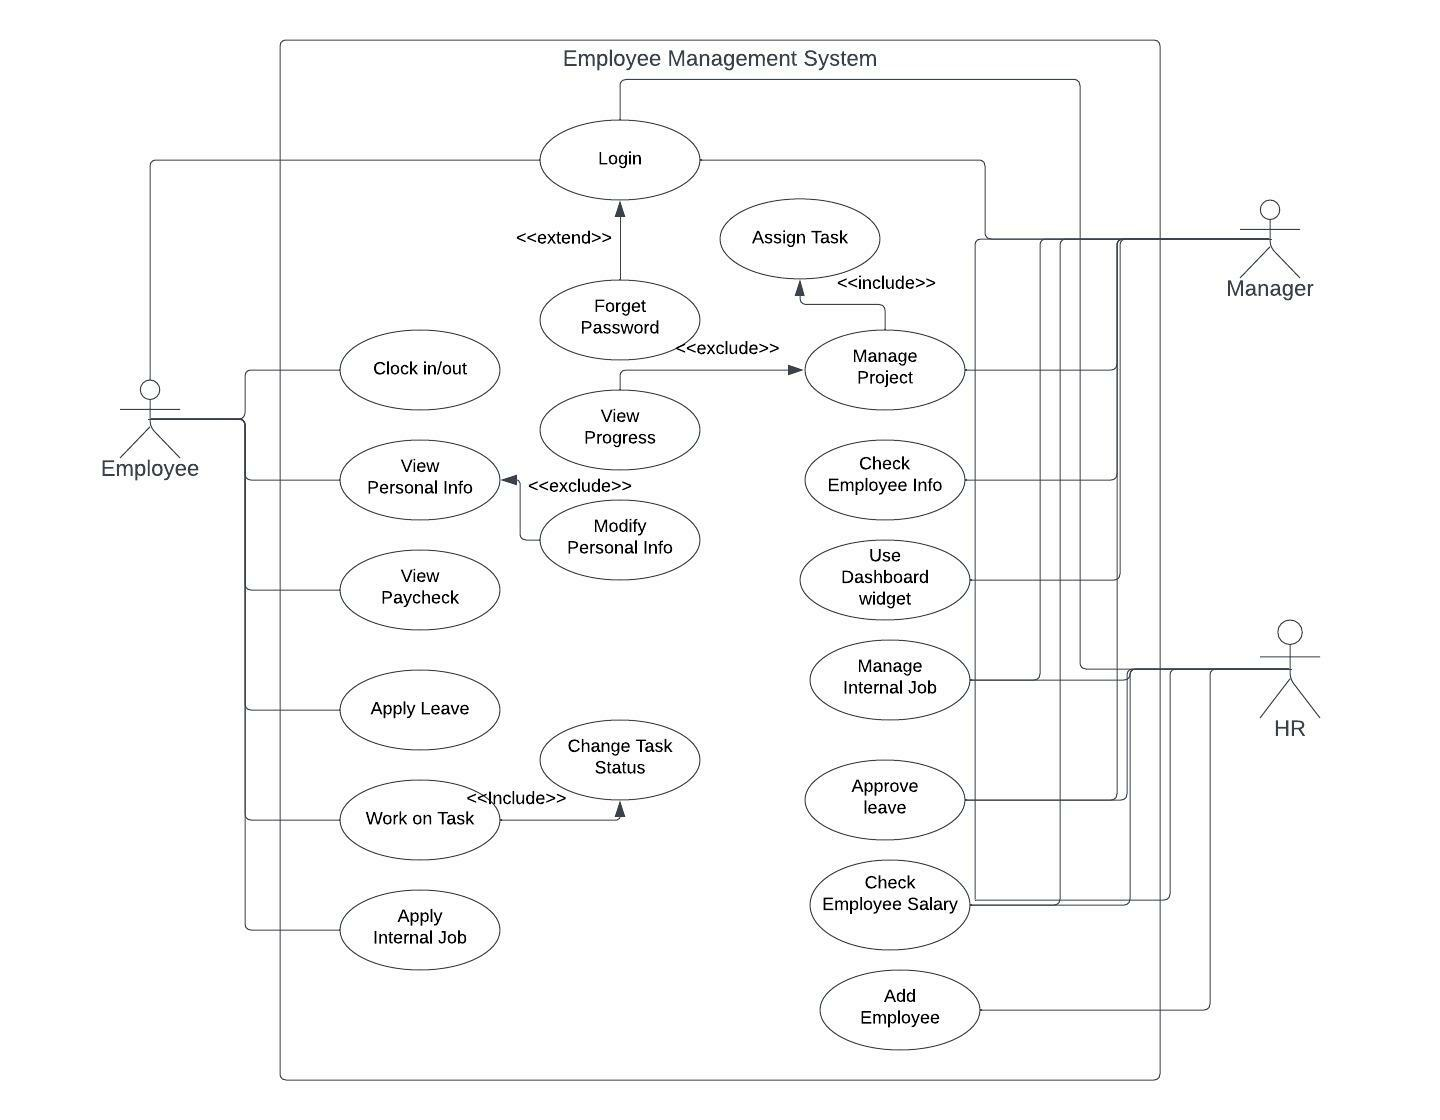 Employee Management System
Login
<<extend>>
Assign Task
<<include>>
Manager
Forget
Password
<<exclude>>
Manage
Project
Clock in/out
View
Progress
Employee
View
Personal Info
<<exclude>>
Check
Employee Info
Modify
Personal Info
Use
Dashboard
widget
View
Paycheck
Manage
Internal Job
HR
Apply Leave
Change Task
Status
<<Include>>
Work on Task
Approve
leave
Check
Employee Salary
Apply
Internal Job
Add
Employee